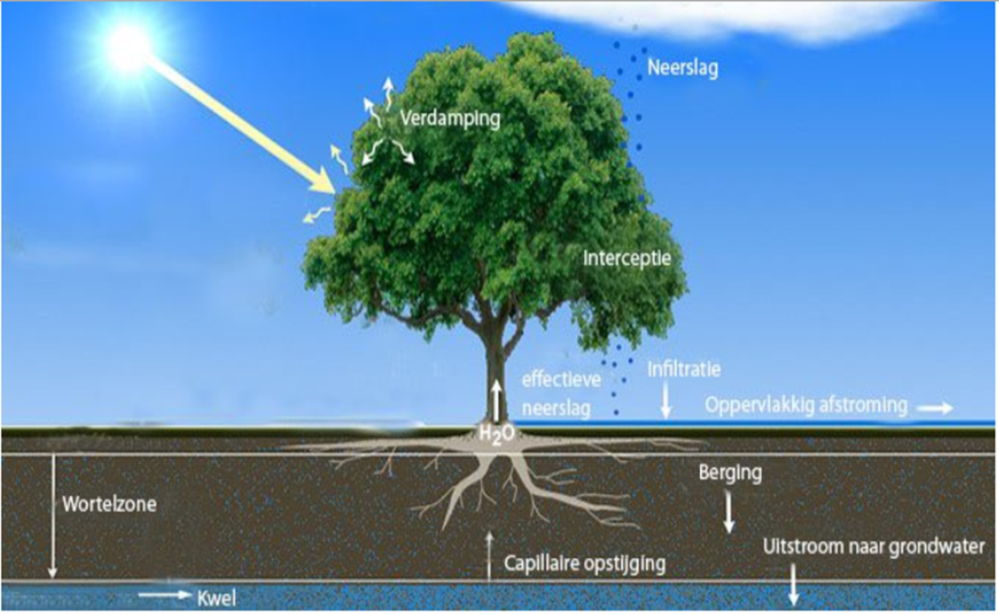 Neerslag
Verdamping
Interceptie
effectieve
neerslag
Infiltratie
Oppervlakkig afstroming
H₂O
Berging
Wortelzone
Uitstroom naar grondwater
Capillaire opstijging
Kwel